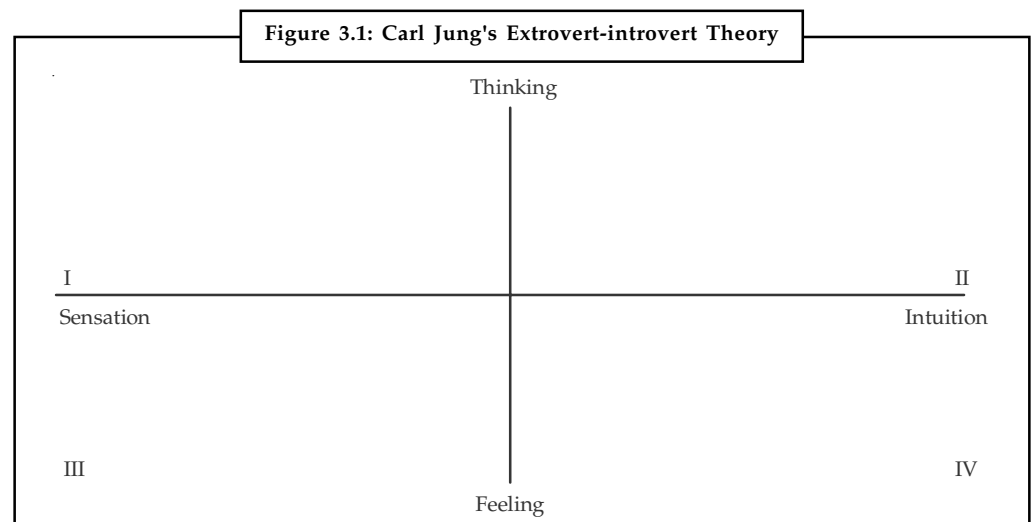 Figure 3.1: Carl Jung's Extrovert-introvert Theory
Thinking
I
II
Sensation
Intuition
III
IV
Feeling